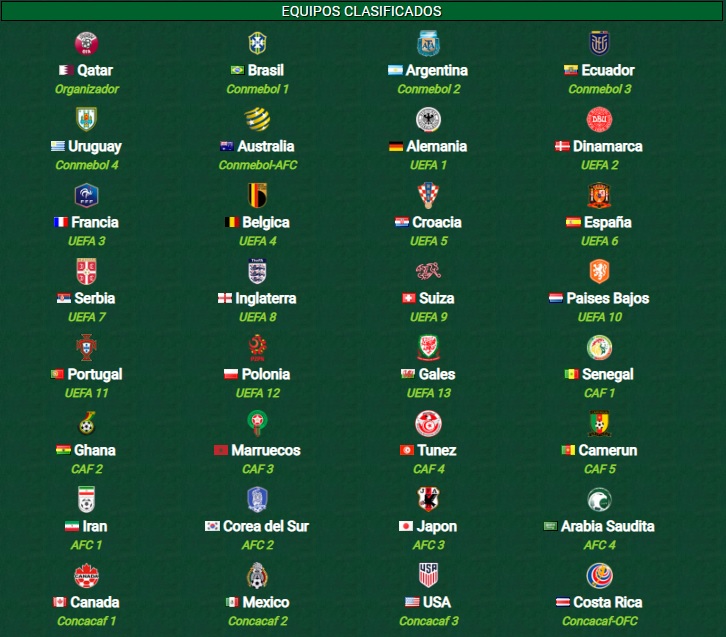 EQUIPOS CLASIFICADOS
Qatar Brasil Argentina Ecuador
Organizador Conmebol 1 Conmebol 2 Conmebol 3
Uruguay Australia Alemania Dinamarca
Conmebol 4 Conmebol-AFC UEFA 1 UEFA 2
Francia Belgica Croacia España
UEFA 3 UEFA 4 UEFA 5 UEFA 6
Serbia Inglaterra Suiza Paises Bajos
UEFA 7 UEFA 8 UEFA 9 UEFA 10
Portugal Polonia Gales Senegal
UEFA 11 UEFA 12 UEFA 13 CAF 1
Ghana Marruecos Tunez Camerun
CAF 2 CAF 3 CAF 4 CAF 5
Iran Corea del Sur Japon Arabia Saudita
AFC 1 AFC 2 AFC 3 AFC 4
CANADA USA
Canada Mexico USA Costa Rica
Concacaf 1 Concacaf 2 Concacaf 3 Concacaf-OFC